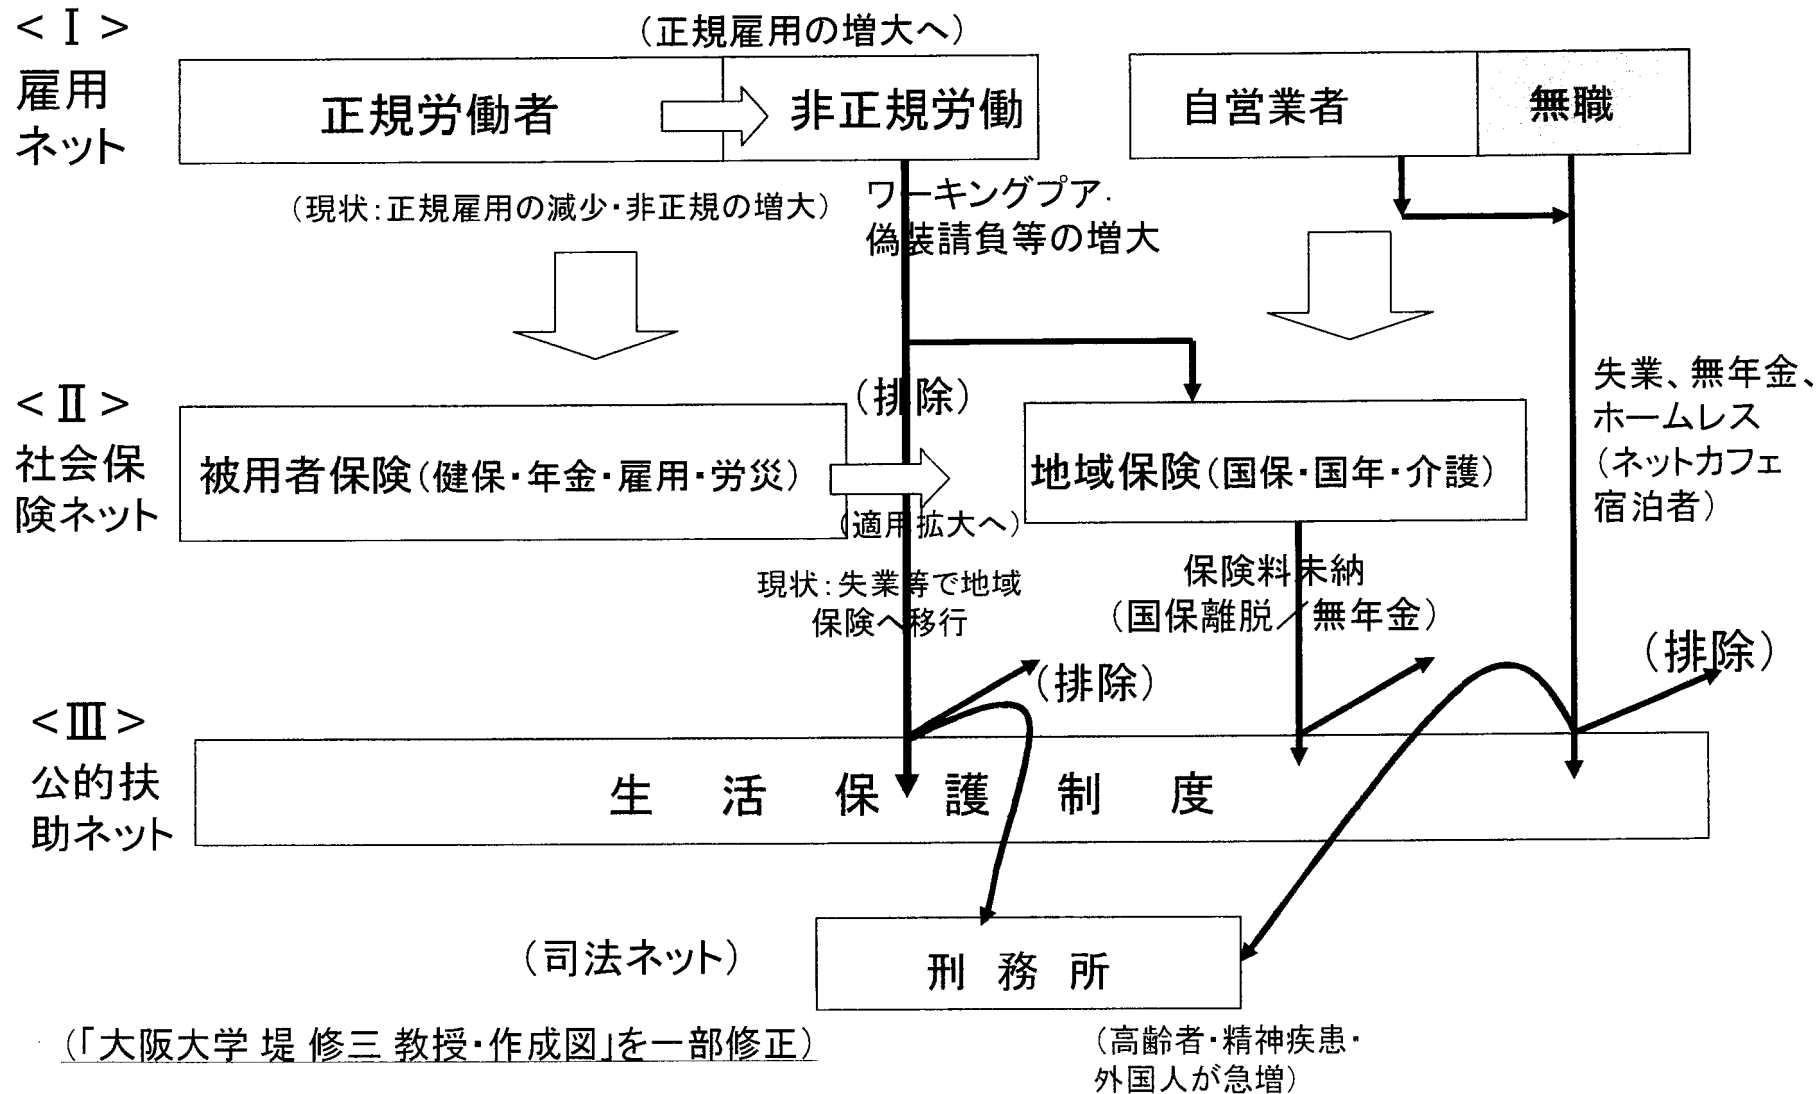 ＜Ⅰ＞
雇用
ネット
（正規雇用の増大へ）
正規労働者
非正規労働
自営業者
無職
（現状：正規雇用の減少・非正規の増大）
ワーキングプア・
偽装請負等の増大
＜Ⅱ＞
社会保
険ネット
（排除）
被用者保険（健保・年金・雇用・労災）
地域保険（国保・国年・介護）
（適用拡大へ）
現状：失業等で地域
保険へ移行
保険料未納
（国保離脱／無年金）
失業、無年金、
ホームレス
（ネットカフェ
宿泊者）
（排除）
（排除）
＜Ⅲ＞
公的扶
助ネット
生活保護制度
（司法ネット）
刑務所
（高齢者・精神疾患・
外国人が急増）
（「大阪大学 堤 修三 教授・作成図」を一部修正）